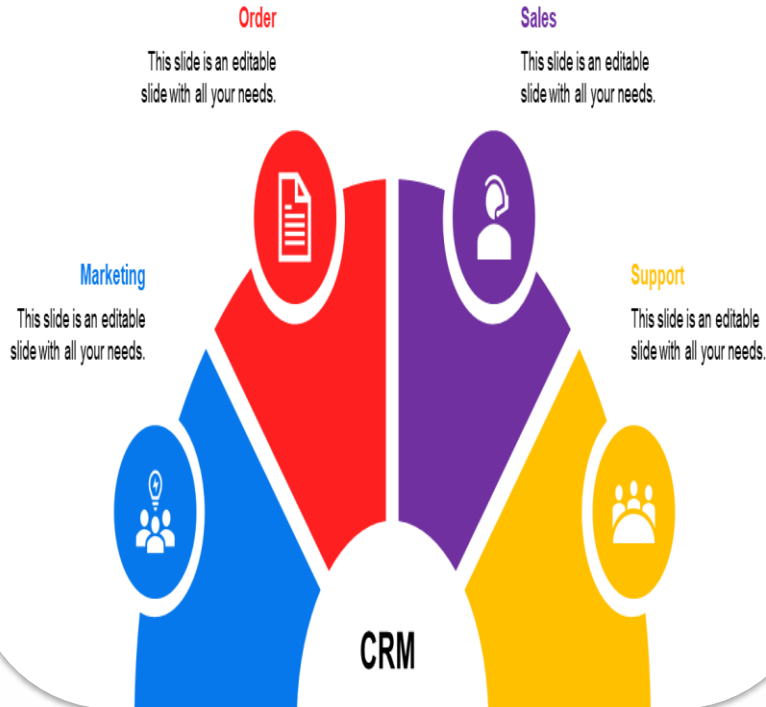 Order
This slide is an editable
slide with all your needs.
Sales
This slide is an editable
slide with all your needs.
Marketing
This slide is an editable
slide with all your needs.
Support
This slide is an editable
slide with all your needs.
CRM